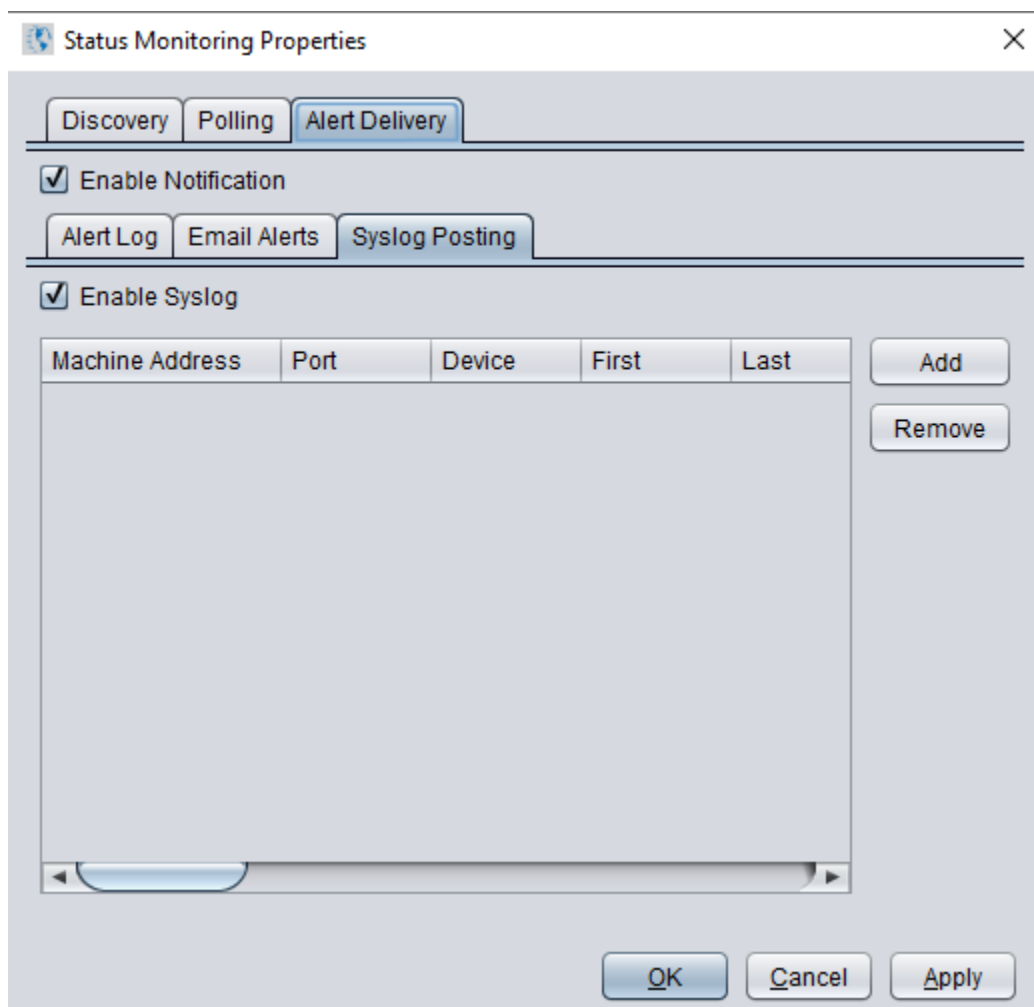 Status Monitoring Properties
Discovery Polling Alert Delivery
Enable Notification
Alert Log Email Alerts Syslog Posting
Enable Syslog
Machine Address Port Device First Last Add
Remove
OK Cancel Apply